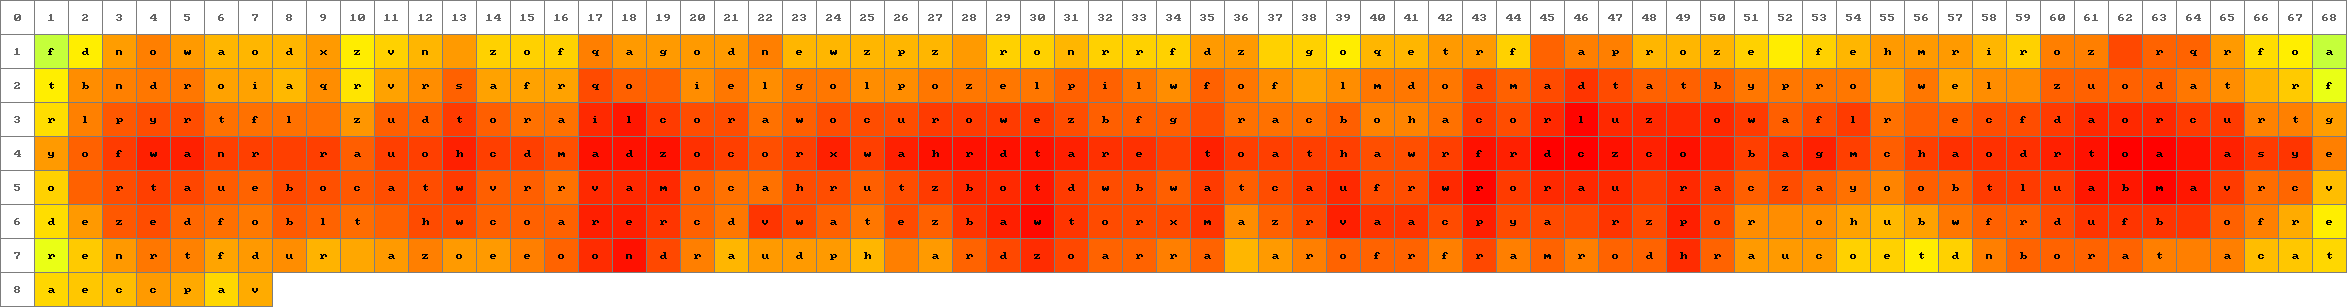 0 1 2 3 4 5 6 7 8 9 10 11 12 13 14 15 16 17 18 19 20 21 22 23 24 25 26 27 28 29 30 31 32 33 34 35 36 37 38 39 40 41 42 43 44 45 46 47 48 49 50 51 52 53 54 55 56 57 58 59 60 61 62 63 64 65 66 67 68
1 f d n o w a o d x z v n z o f q a g o d n e w z p z r o n r r f d z g o q e t r f a p r o z e f e h m r i r o z r q r f o a
2 t b n d r o i a q r v r s a f r q o i e l g o l p o z e l p i l w f o f l m d o a m a d t a t b y p r o w e l z u o d a t r f
3 r l p y r t f l z u d t o r a i l c o r a w o c u r o w e z b f g r a c b o h a c o r l u z o w a f l r e c f d a o r c u r t g
4 y o f w a n r r a u o h c d m a d z o c o r x w a h r d t a r e t o a t h a w r f r d c z c o b a g m c h a o d r t o a a s y e
5 o r t a u e b o c a t w v r r v a m o c a h r u t z b o t d w b w a t c a u f r w r o r a u r a c z a y o o b t l u a b m a v r c v
6 d e z e d f o b l t h w c o a r e r c d v w a t e z b a w t o r x m a z r v a a c p y a r z p o r o h u b w f r d u f b o f r e
7 r e n r t f d u r a z o e e o o n d r a u d p h a r d z o a r r a a r o f r f r a m r o d h r a u c o e t d n b o r a t a c a t
8 a e c c p a v